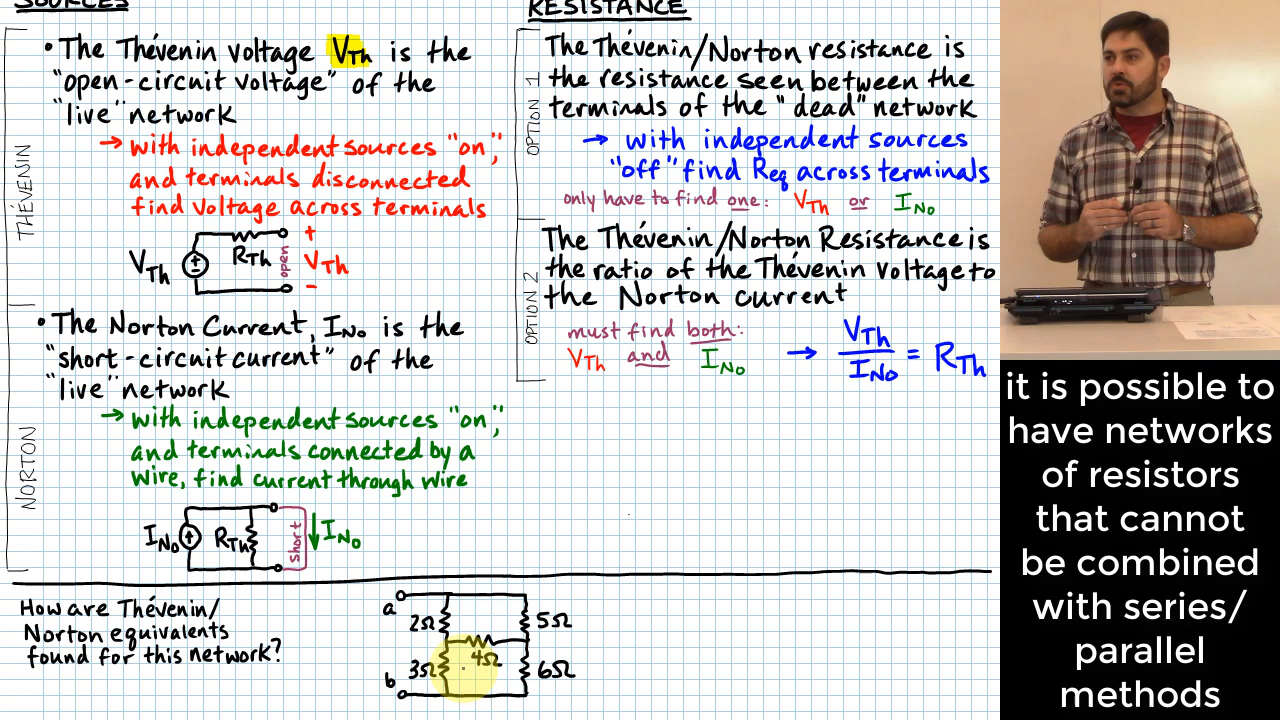 SOURCES
THÉVENIN
• The Thévenin voltage VTh is the
"open-circuit voltage" of the
"live" network
→ with independent sources "on,"
and terminals disconnected
find voltage across terminals
VTh
RTh
open
+
VTh
-
NORTON
• The Norton Current, INo is the
"short-circuit current" of the
"live" network
→ with independent sources "on,"
and terminals connected by a
wire, find current through wire
INo
RTh
short
INo
RESISTANCE
OPTION 1
The Thévenin/Norton resistance is
the resistance seen between the
terminals of the "dead" network
→ with independent sources
"off" find Req across terminals
only have to find one: VTh or INo
OPTION 2
The Thévenin/Norton Resistance is
the ratio of the Thévenin voltage to
the Norton current
must find both:
VTh and INo
→ VTh
INo
= RTh
How are Thévenin/
Norton equivalents
found for this network?
a
2Ω
5Ω
4Ω
3Ω
6Ω
b
it is possible to
have networks
of resistors
that cannot
be combined
with series/
parallel
methods